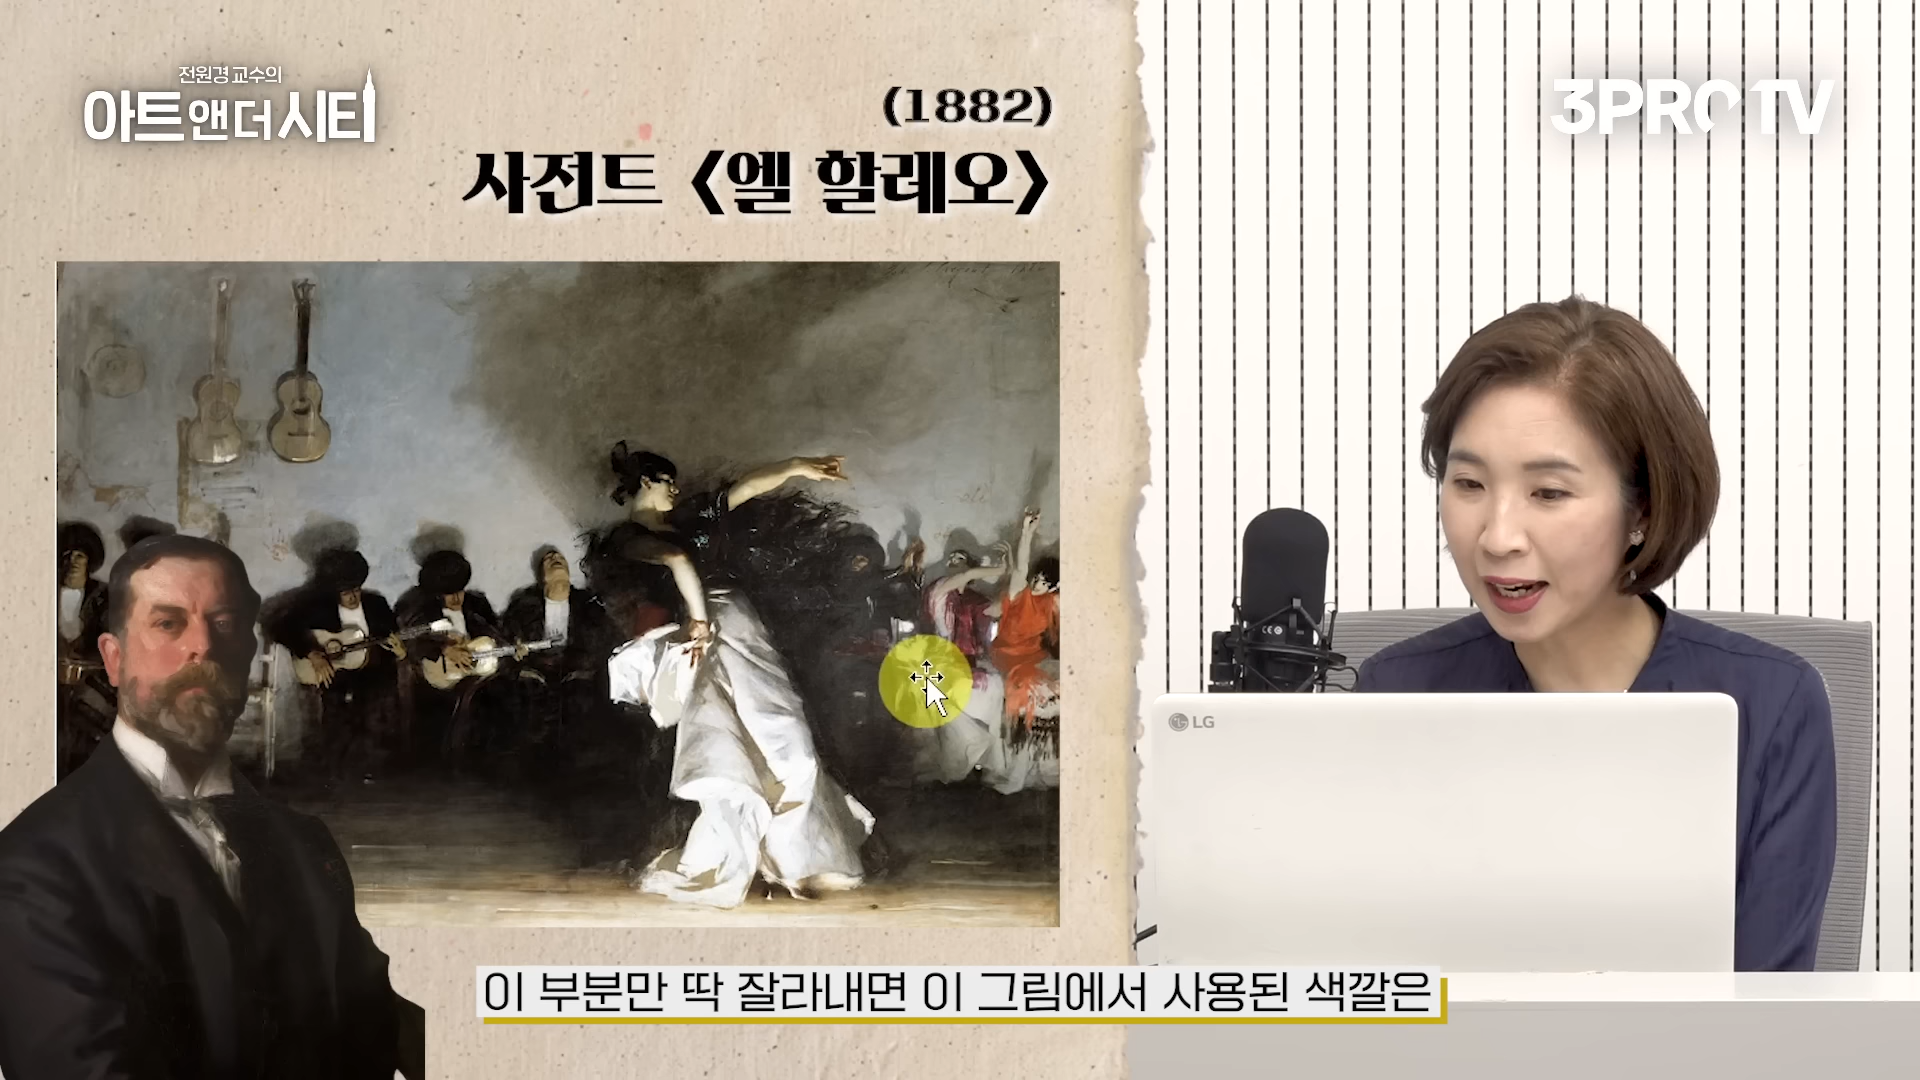 전원경 교수의
아트 앤 더 시티
3PROTV
(1882)
사전트 〈엘 할레오〉
LG
이 부분만 딱 잘라내면 이 그림에서 사용된 색깔은